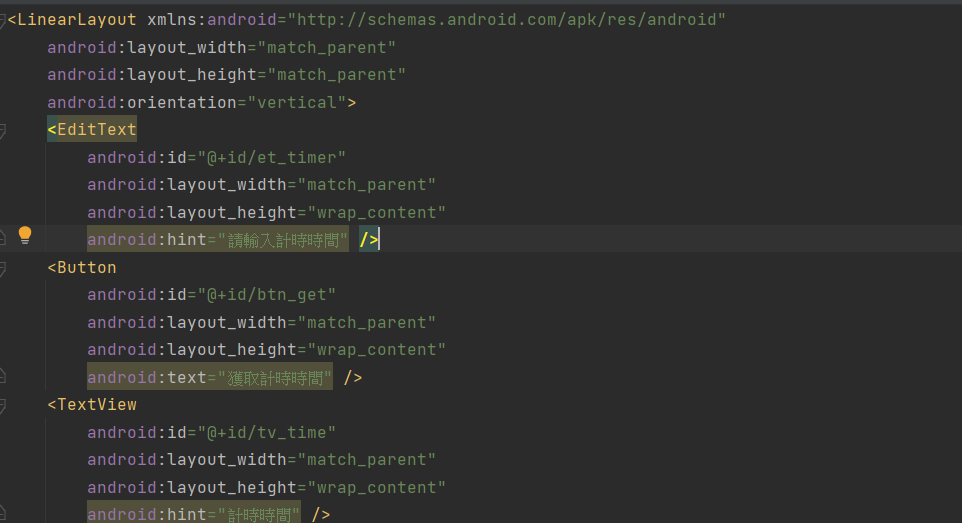 <LinearLayout xmlns:android="http://schemas.android.com/apk/res/android"
    android:layout_width="match_parent"
    android:layout_height="match_parent"
    android:orientation="vertical">
    <EditText
        android:id="@+id/et_timer"
        android:layout_width="match_parent"
        android:layout_height="wrap_content"
        android:hint="請輸入計時時間" />
    <Button
        android:id="@+id/btn_get"
        android:layout_width="match_parent"
        android:layout_height="wrap_content"
        android:text="獲取計時時間" />
    <TextView
        android:id="@+id/tv_time"
        android:layout_width="match_parent"
        android:layout_height="wrap_content"
        android:hint="計時時間" />